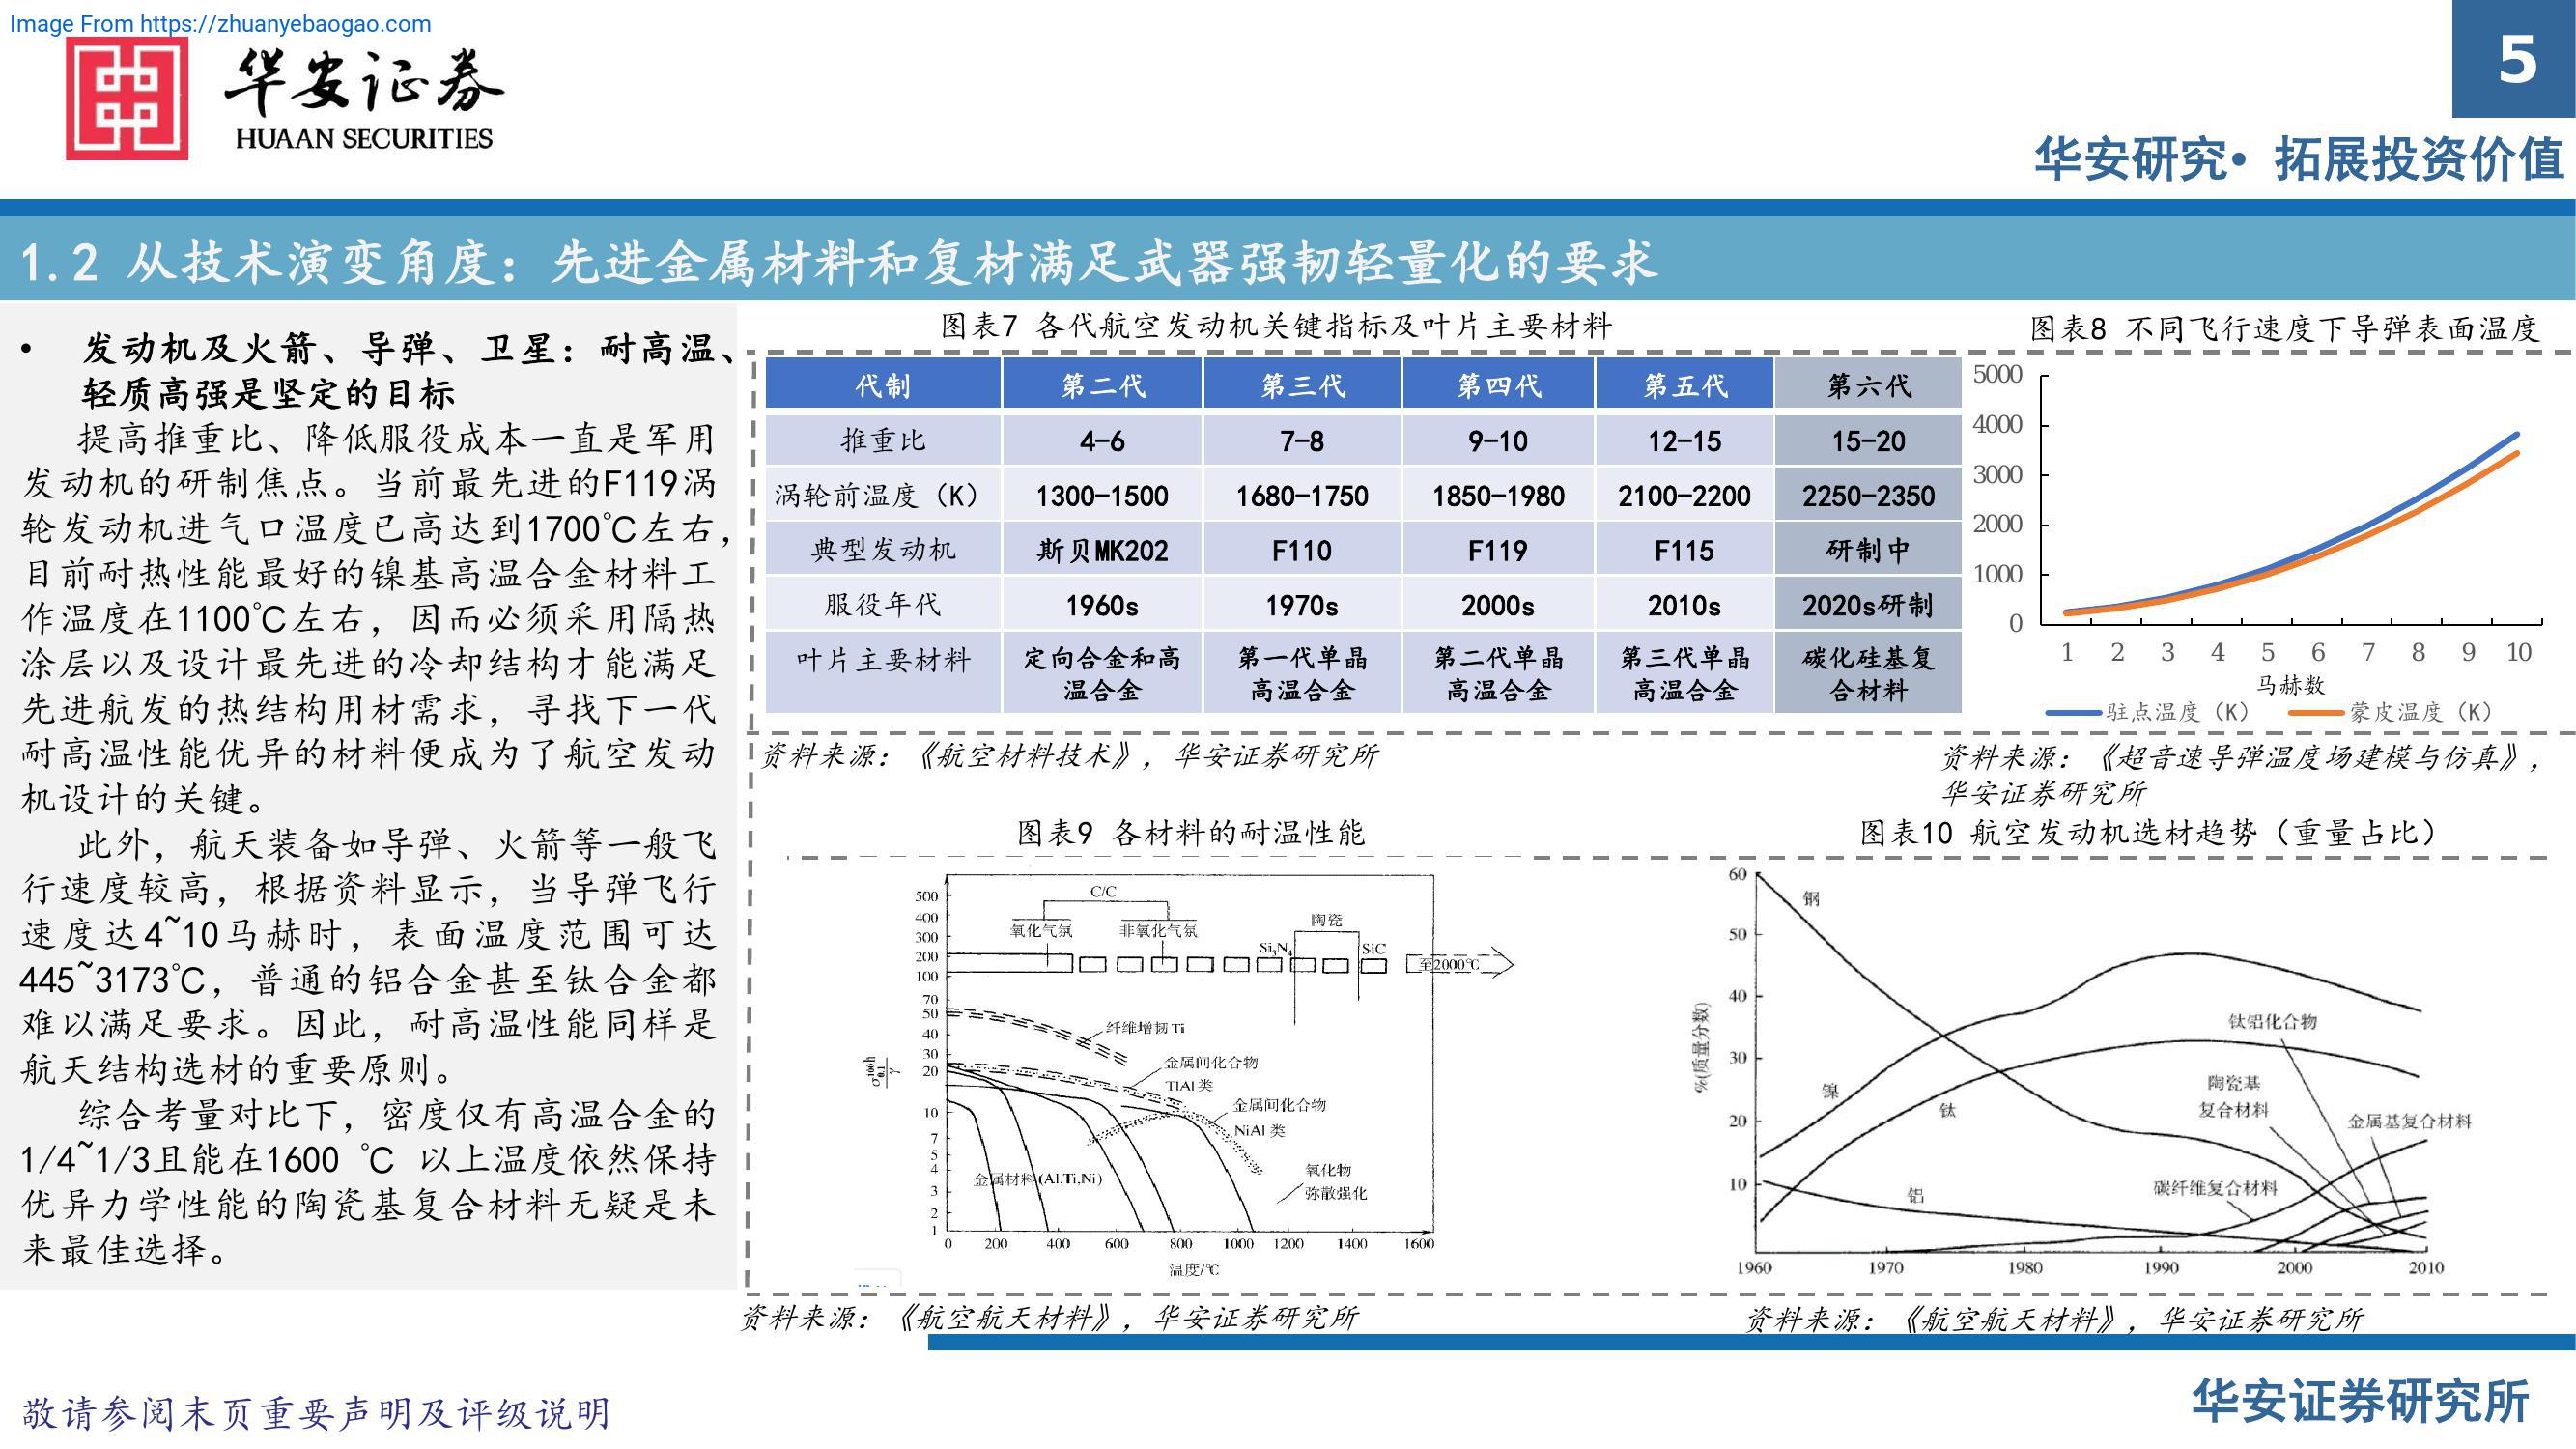 Image From https://zhuanyebaogao.com
华安证券
HUAAN SECURITIES
5
华安研究• 拓展投资价值
1.2 从技术演变角度：先进金属材料和复材满足武器强韧轻量化的要求
• 发动机及火箭、导弹、卫星：耐高温、
轻质高强是坚定的目标
提高推重比、降低服役成本一直是军用
发动机的研制焦点。当前最先进的F119涡
轮发动机进气口温度已高达到1700℃左右，
目前耐热性能最好的镍基高温合金材料工
作温度在1100℃左右，因而必须采用隔热
涂层以及设计最先进的冷却结构才能满足
先进航发的热结构用材需求，寻找下一代
耐高温性能优异的材料便成为了航空发动
机设计的关键。
此外，航天装备如导弹、火箭等一般飞
行速度较高，根据资料显示，当导弹飞行
速度达4~10马赫时，表面温度范围可达
445~3173℃，普通的铝合金甚至钛合金都
难以满足要求。因此，耐高温性能同样是
航天结构选材的重要原则。
综合考量对比下，密度仅有高温合金的
1/4~1/3且能在1600 ℃ 以上温度依然保持
优异力学性能的陶瓷基复合材料无疑是未
来最佳选择。
图表7 各代航空发动机关键指标及叶片主要材料
代制 第二代 第三代 第四代 第五代 第六代
推重比 4-6 7-8 9-10 12-15 15-20
涡轮前温度（K） 1300-1500 1680-1750 1850-1980 2100-2200 2250-2350
典型发动机 斯贝MK202 F110 F119 F115 研制中
服役年代 1960s 1970s 2000s 2010s 2020s研制
叶片主要材料 定向合金和高 第一代单晶 第二代单晶 第三代单晶 碳化硅基复
温合金 高温合金 高温合金 高温合金 合材料
资料来源：《航空材料技术》，华安证券研究所
图表8 不同飞行速度下导弹表面温度
5000
4000
3000
2000
1000
0
1 2 3 4 5 6 7 8 9 10
马赫数
驻点温度（K） 蒙皮温度（K）
资料来源：《超音速导弹温度场建模与仿真》，
华安证券研究所
图表9 各材料的耐温性能
500
400
300
200
100
70
50
40
30
20
10
7
5
4
3
2
1
C/C
氧化气氛 非氧化气氛
陶瓷
Si₃N₄ SiC
至2000℃
纤维增韧Ti
金属间化合物
TiAl类
金属间化合物
NiAl类
氧化物
弥散强化
金属材料(Al,Ti,Ni)
0 200 400 600 800 1000 1200 1400 1600
温度/℃
资料来源：《航空航天材料》，华安证券研究所
图表10 航空发动机选材趋势（重量占比）
60
50
40
30
20
10
%(质量分数)
钢
镍
钛
铝
钛铝化合物
陶瓷基
复合材料
金属基复合材料
碳纤维复合材料
1960 1970 1980 1990 2000 2010
资料来源：《航空航天材料》，华安证券研究所
敬请参阅末页重要声明及评级说明
华安证券研究所